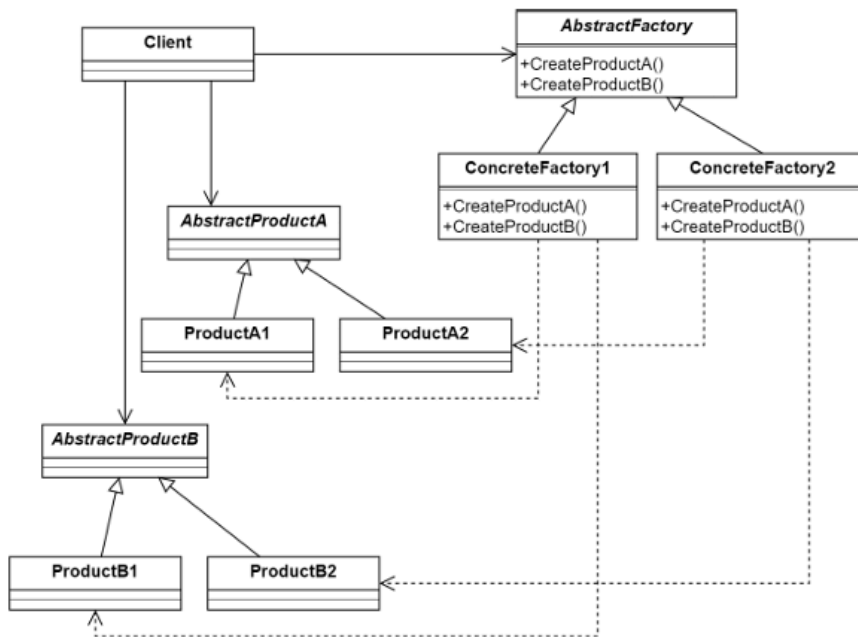 Client
AbstractFactory
+CreateProductA()
+CreateProductB()
ConcreteFactory1
+CreateProductA()
+CreateProductB()
ConcreteFactory2
+CreateProductA()
+CreateProductB()
AbstractProductA
ProductA1
ProductA2
AbstractProductB
ProductB1
ProductB2